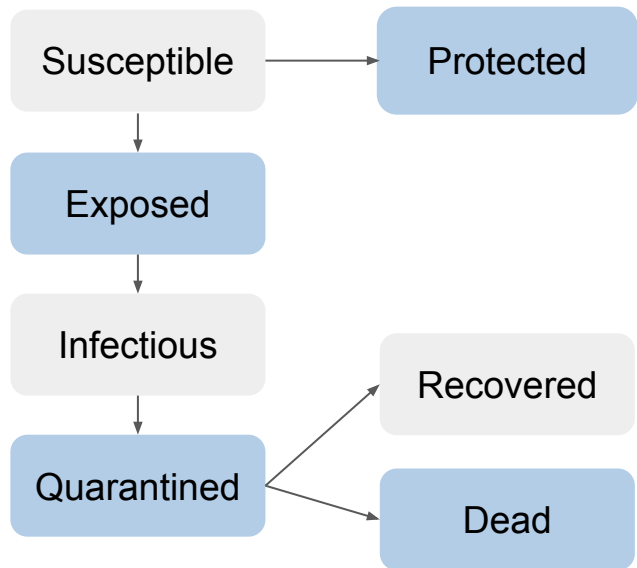 Susceptible
Protected
Exposed
Infectious
Recovered
Quarantined
Dead